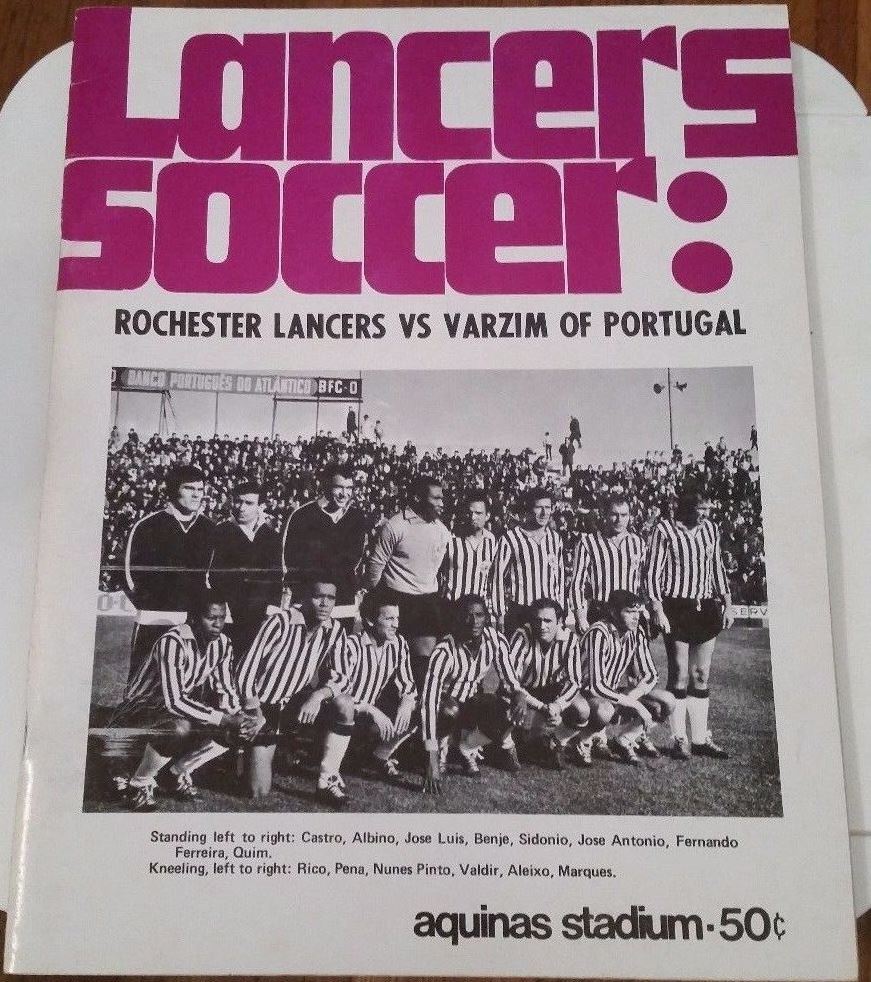 Lancers
soccer:
ROCHESTER LANCERS VS VARZIM OF PORTUGAL
BANCO PORTUGUÊS DO ATLÂNTICO BFC-0
SERV
Standing left to right: Castro, Albino, Jose Luis, Benje, Sidonio, Jose Antonio, Fernando
Ferreira, Quim.
Kneeling, left to right: Rico, Pena, Nunes Pinto, Valdir, Aleixo, Marques.
aquinas stadium·50¢